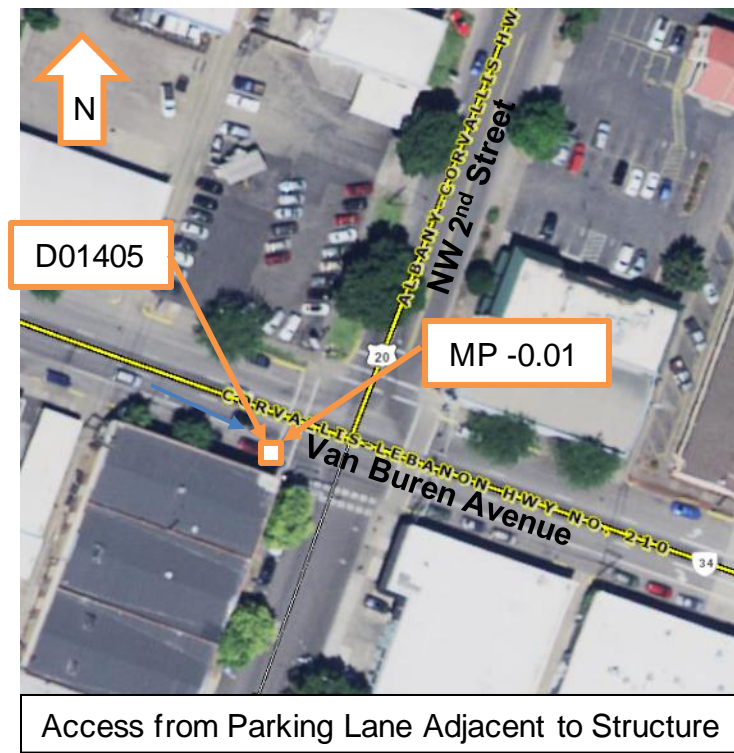 N
ALBANY-CORVALLIS-HW
NW 2nd Street
D01405
20
MP -0.01
CORVALLIS-LEBANON HWY NO. 210
Van Buren Avenue
34
Access from Parking Lane Adjacent to Structure